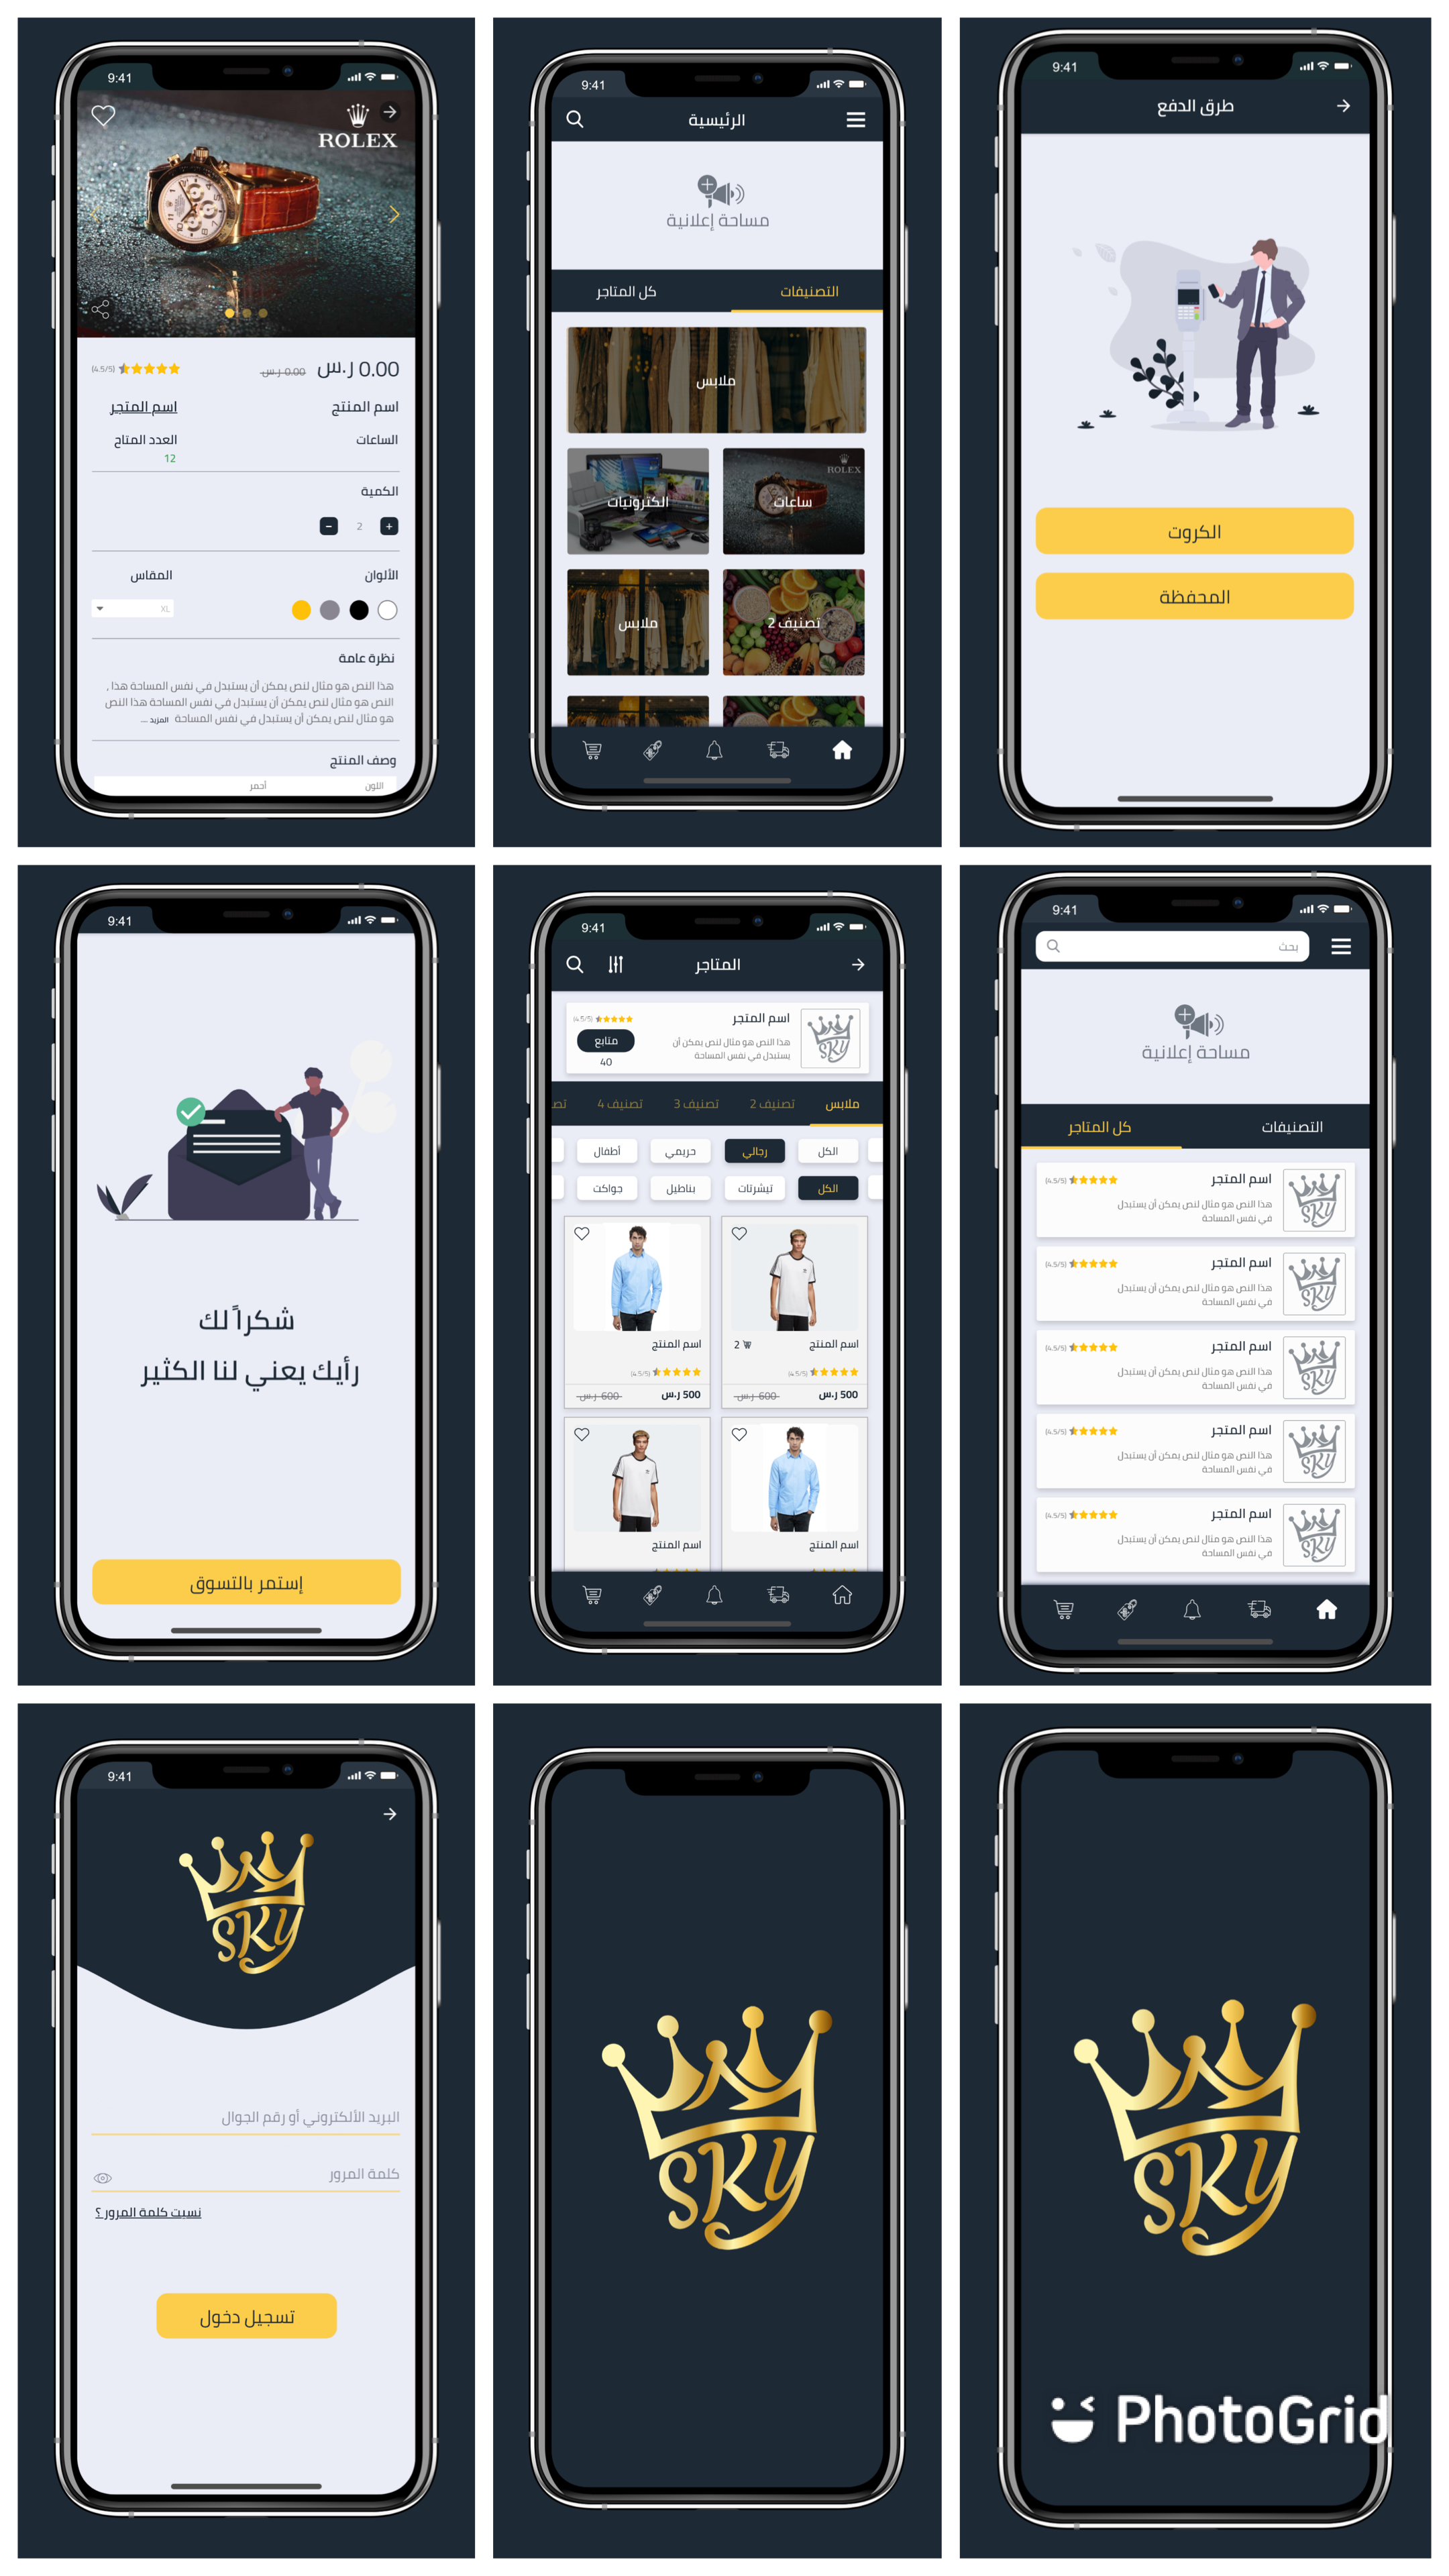 9:41
ROLEX
0.00 ر.س 0.00 ر.س
(4.5/5)
اسم المنتج
اسم المتجر
الساعات
العدد المتاح
12
الكمية
+ 2 -
الألوان
المقاس
XL
نظرة عامة
هذا النص هو مثال لنص يمكن أن يستبدل في نفس المساحة هذا ,
النص هو مثال لنص يمكن أن يستبدل في نفس المساحة هذا النص
هو مثال لنص يمكن أن يستبدل في نفس المساحة المزيد ...
وصف المنتج
اللون أحمر
9:41
الرئيسية
مساحة إعلانية
التصنيفات
كل المتاجر
ملابس
ROLEX
ساعات
الكترونيات
تصنيف 2
ملابس
9:41
طرق الدفع
الكروت
المحفظة
9:41
شكراً لك
رأيك يعني لنا الكثير
إستمر بالتسوق
9:41
المتاجر
SKY
اسم المتجر
(4.5/5)
هذا النص هو مثال لنص يمكن أن
يستبدل في نفس المساحة
متابع
40
ملابس تصنيف 2 تصنيف 3 تصنيف 4 تص
الكل رجالي حريمي أطفال
الكل تيشرتات بناطيل جواكت
اسم المنتج 2
(4.5/5)
500 ر.س 600 ر.س
اسم المنتج
(4.5/5)
500 ر.س 600 ر.س
اسم المنتج
اسم المنتج
9:41
بحث
مساحة إعلانية
التصنيفات
كل المتاجر
SKY
اسم المتجر
(4.5/5)
هذا النص هو مثال لنص يمكن أن يستبدل
في نفس المساحة
SKY
اسم المتجر
(4.5/5)
هذا النص هو مثال لنص يمكن أن يستبدل
في نفس المساحة
SKY
اسم المتجر
(4.5/5)
هذا النص هو مثال لنص يمكن أن يستبدل
في نفس المساحة
SKY
اسم المتجر
(4.5/5)
هذا النص هو مثال لنص يمكن أن يستبدل
في نفس المساحة
SKY
اسم المتجر
(4.5/5)
هذا النص هو مثال لنص يمكن أن يستبدل
في نفس المساحة
9:41
SKY
البريد الألكتروني أو رقم الجوال
كلمة المرور
نسيت كلمة المرور ؟
تسجيل دخول
SKY
SKY
PhotoGrid